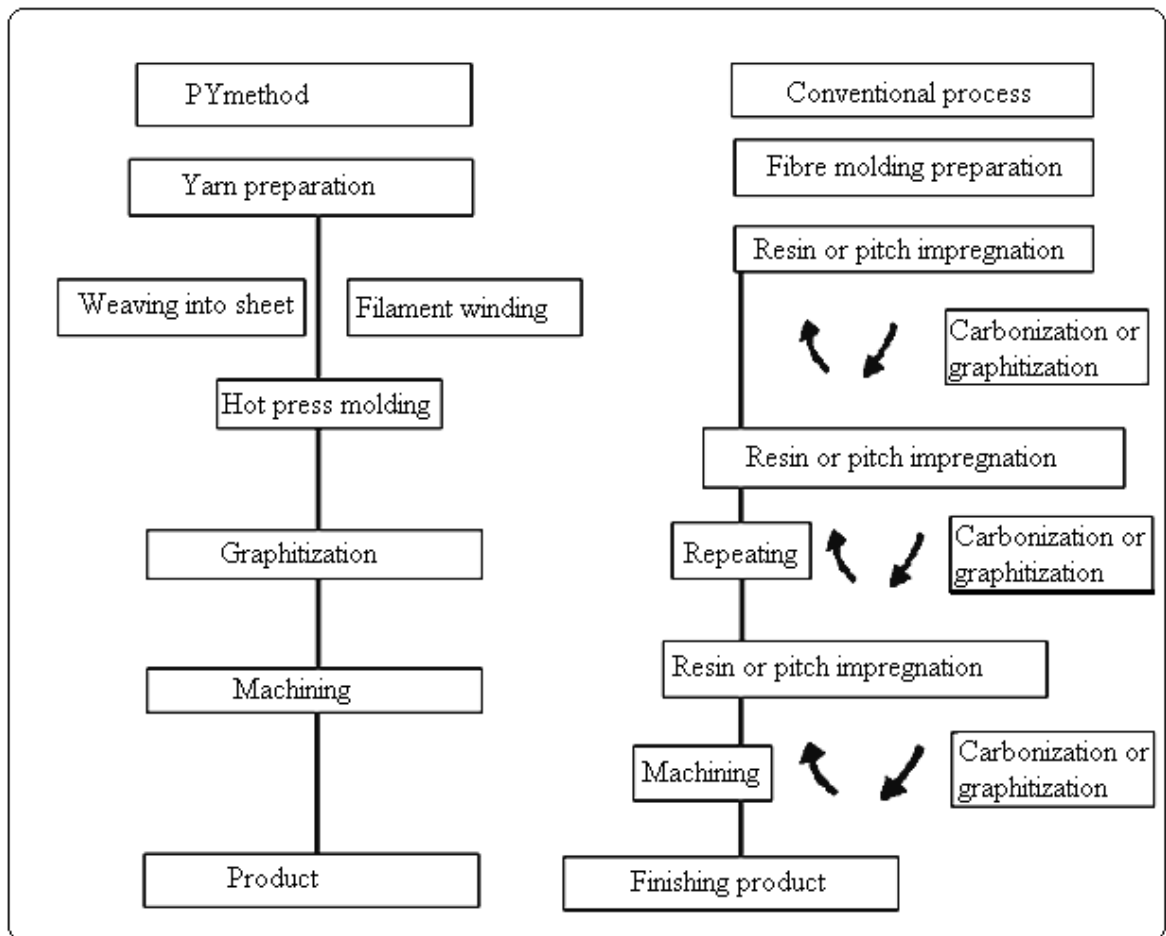 PYmethod
Yarn preparation
Weaving into sheet
Filament winding
Hot press molding
Graphitization
Machining
Product
Conventional process
Fibre molding preparation
Resin or pitch impregnation
Carbonization or
graphitization
Resin or pitch impregnation
Repeating
Carbonization or
graphitization
Resin or pitch impregnation
Machining
Carbonization or
graphitization
Finishing product